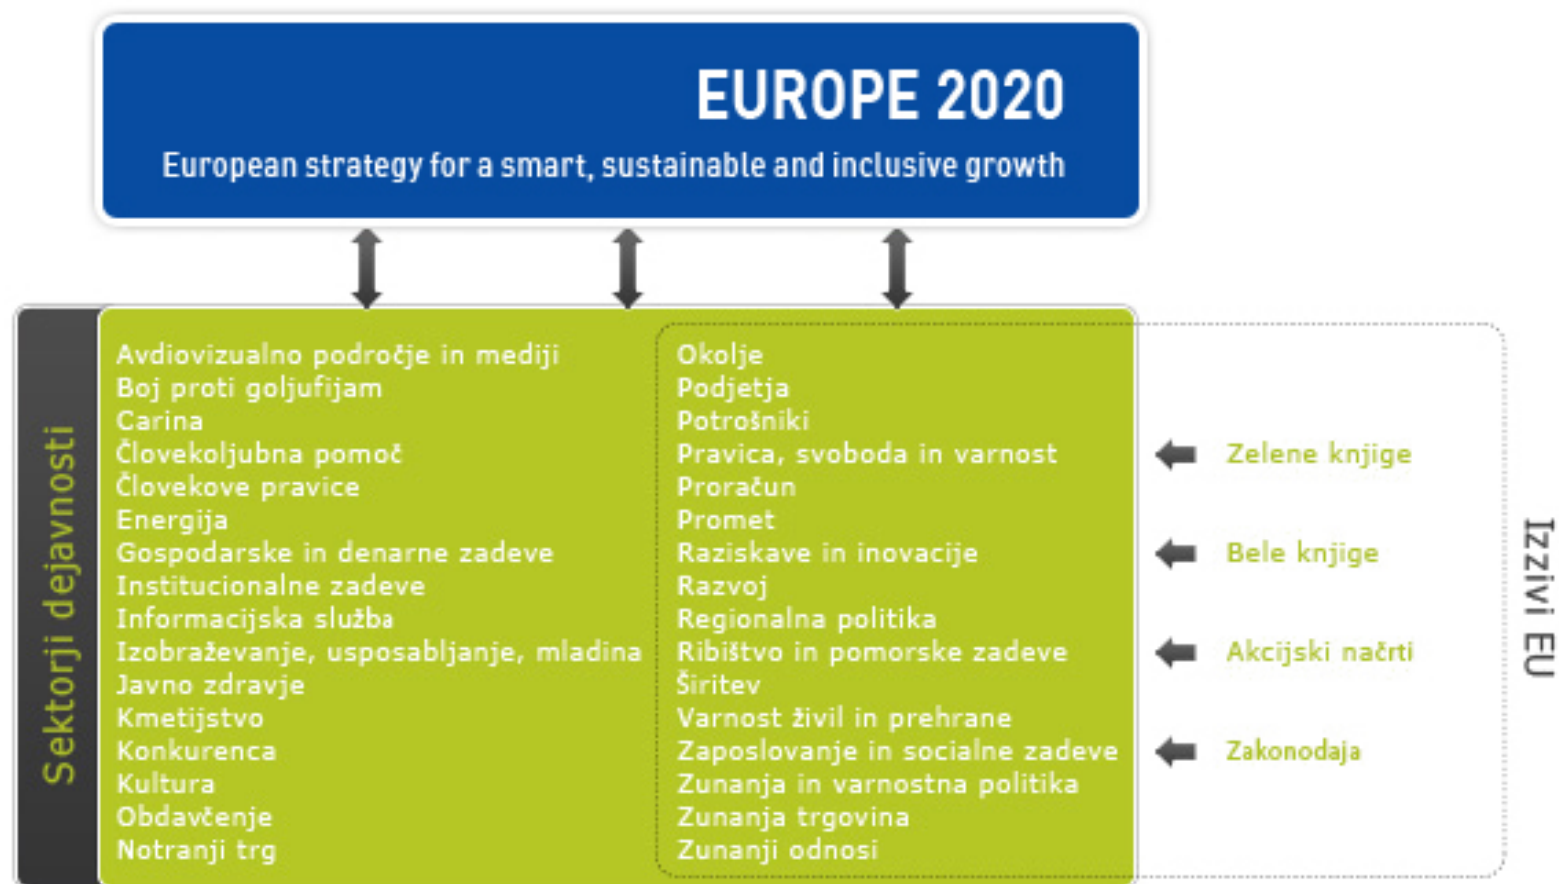 EUROPE 2020
European strategy for a smart, sustainable and inclusive growth
Sektorji dejavnosti
Avdiovizualno področje in mediji
Boj proti goljufijam
Carina
Človekoljubna pomoč
Človekove pravice
Energija
Gospodarske in denarne zadeve
Institucionalne zadeve
Informacijska služba
Izobraževanje, usposabljanje, mladina
Javno zdravje
Kmetijstvo
Konkurenca
Kultura
Obdavčenje
Notranji trg
Okolje
Podjetja
Potrošniki
Pravica, svoboda in varnost
Proračun
Promet
Raziskave in inovacije
Razvoj
Regionalna politika
Ribištvo in pomorske zadeve
Širitev
Varnost živil in prehrane
Zaposlovanje in socialne zadeve
Zunanja in varnostna politika
Zunanja trgovina
Zunanji odnosi
Zelene knjige
Bele knjige
Akcijski načrti
Zakonodaja
Izzivi EU